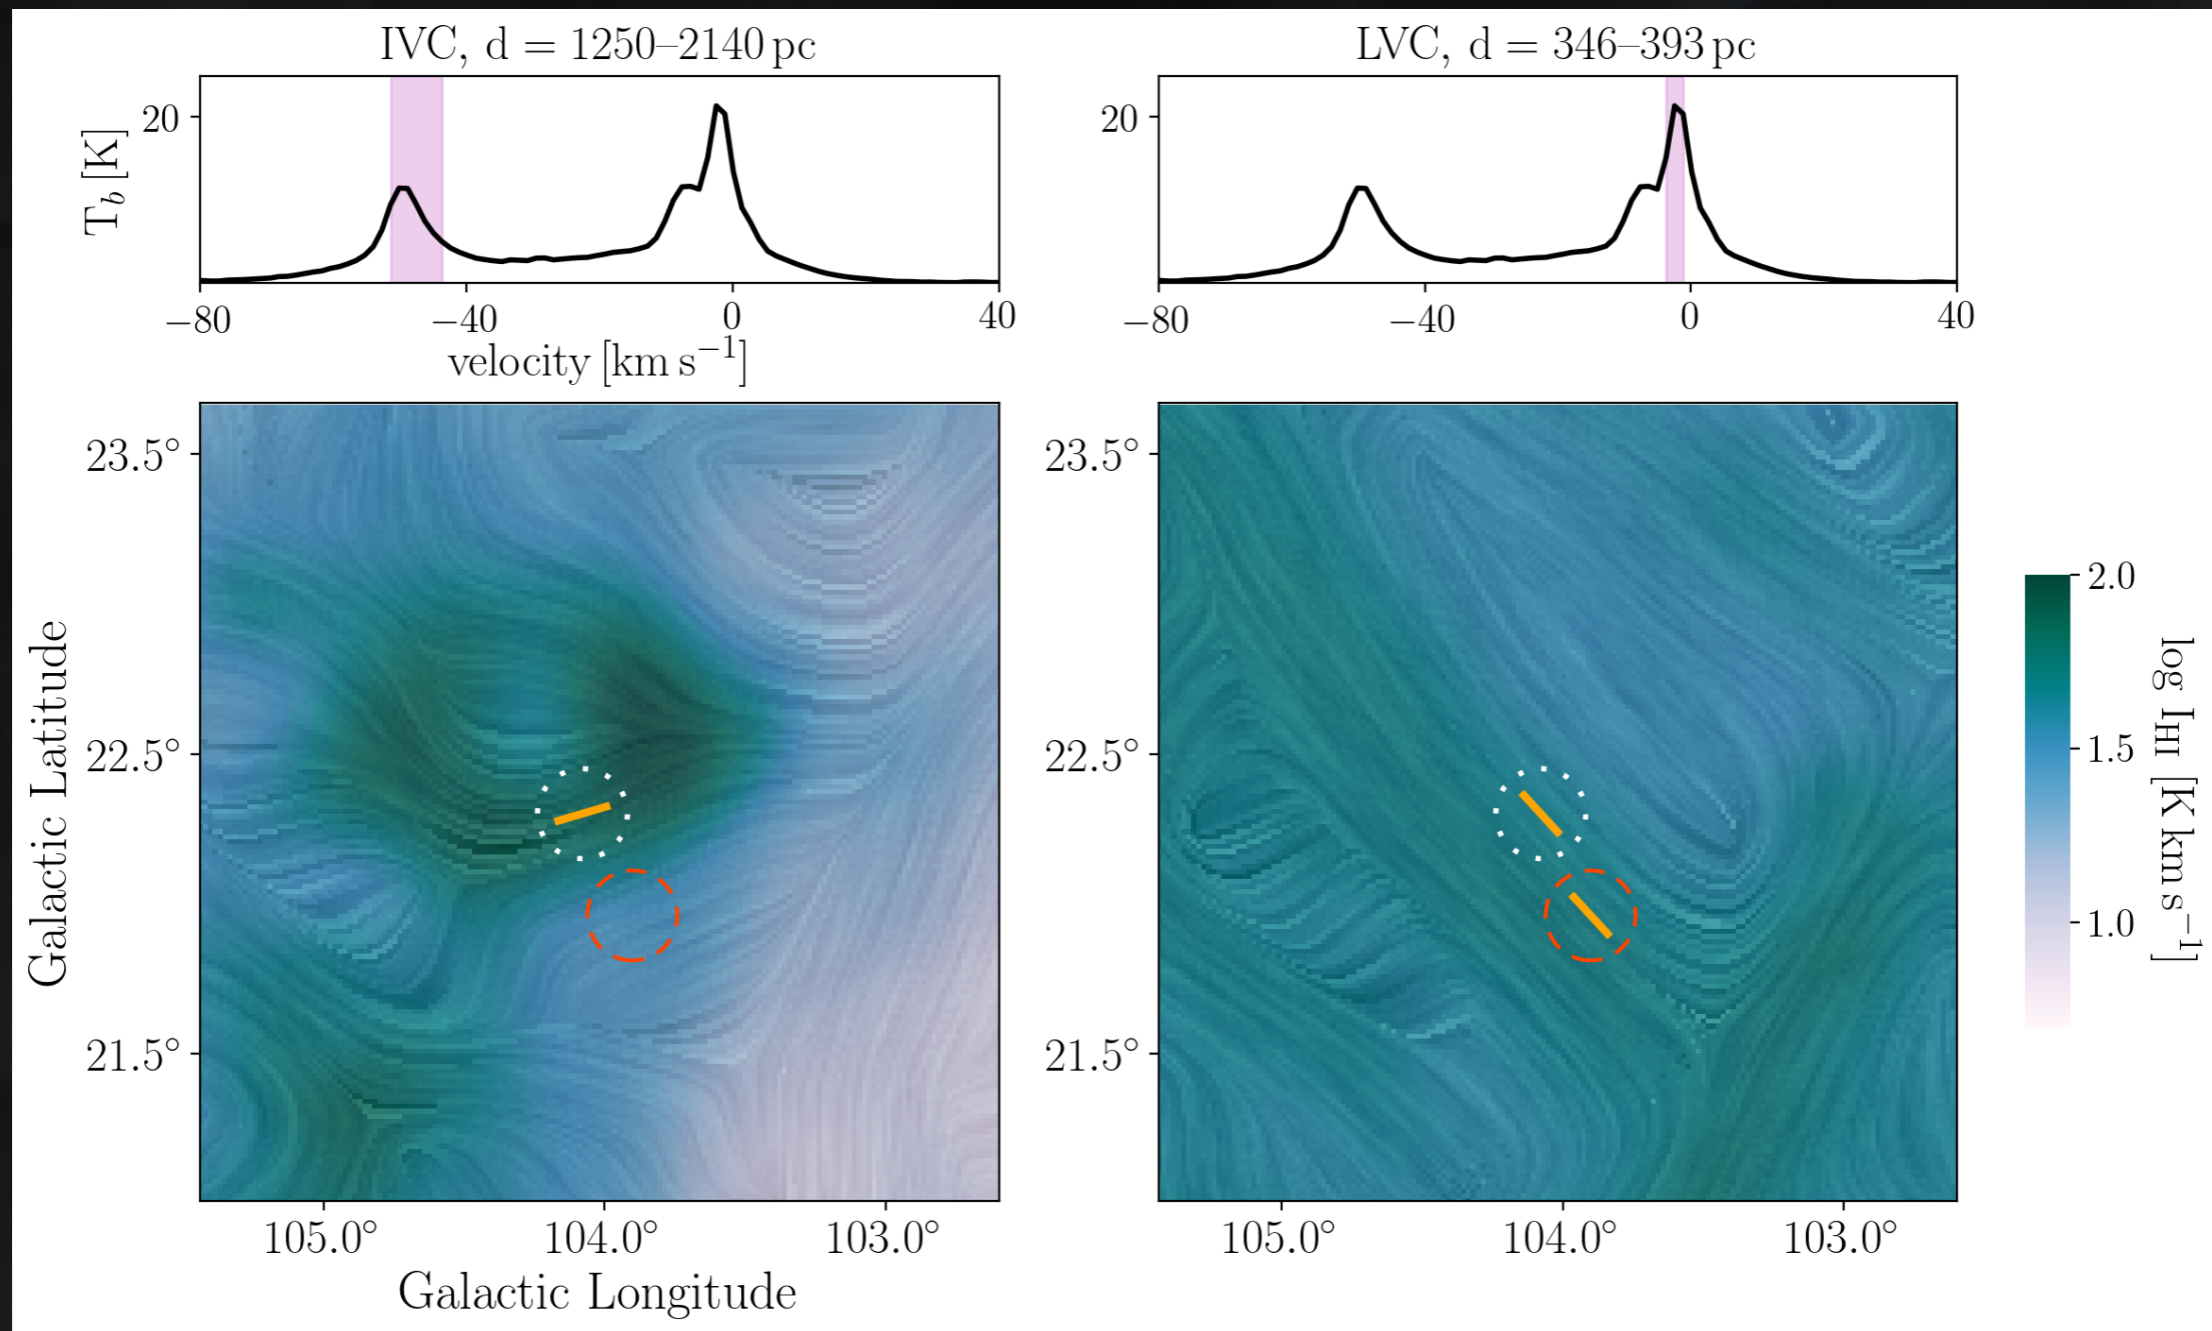 IVC, d = 1250–2140 pc
20
T_b [K]
−80 −40 0 40
velocity [km s⁻¹]
LVC, d = 346–393 pc
20
−80 −40 0 40
Galactic Latitude
23.5°
22.5°
21.5°
105.0° 104.0° 103.0°
Galactic Longitude
23.5°
22.5°
21.5°
105.0° 104.0° 103.0°
2.0
1.5
1.0
log I_HI [K km s⁻¹]